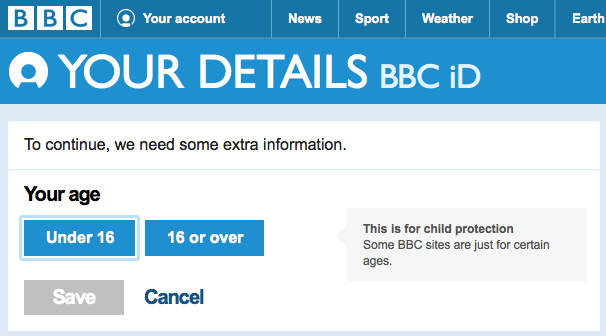 BBC Your account News Sport Weather Shop Earth
YOUR DETAILS BBC iD
To continue, we need some extra information.
Your age
Under 16 16 or over
This is for child protection
Some BBC sites are just for certain
ages.
Save Cancel